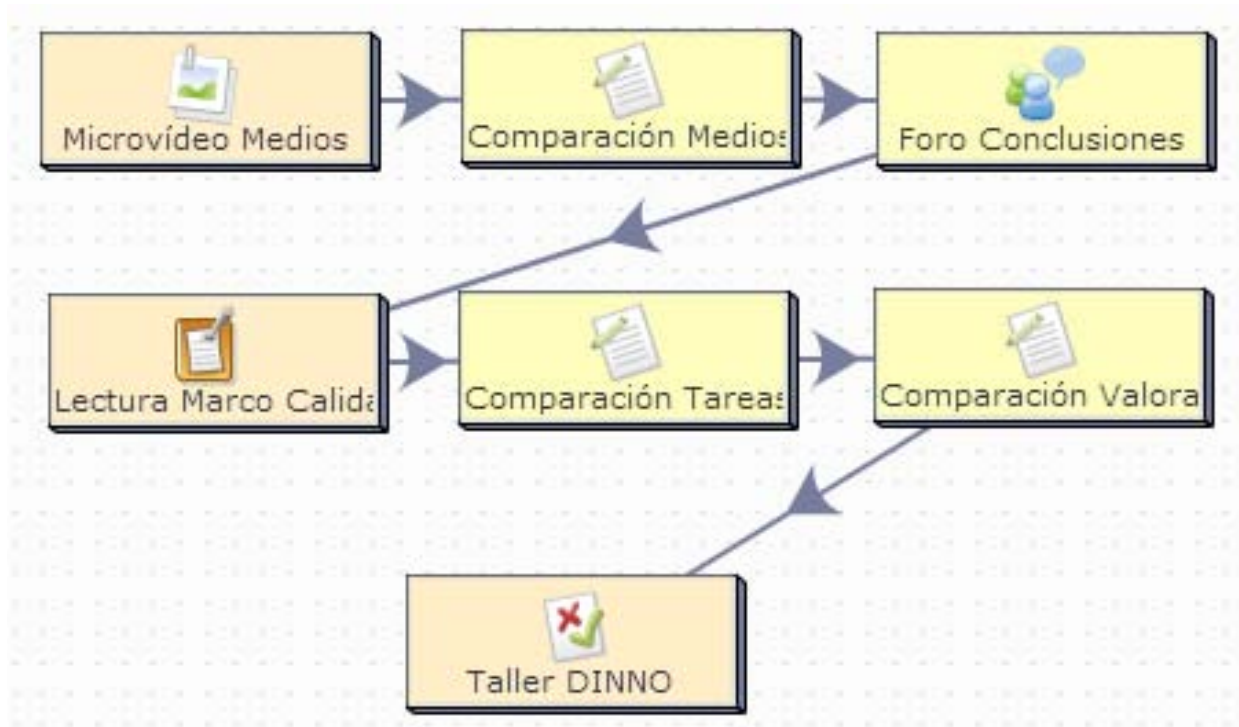 Microvídeo Medios
Comparación Medios
Foro Conclusiones
Lectura Marco Calida
Comparación Tareas
Comparación Valora
Taller DINNO